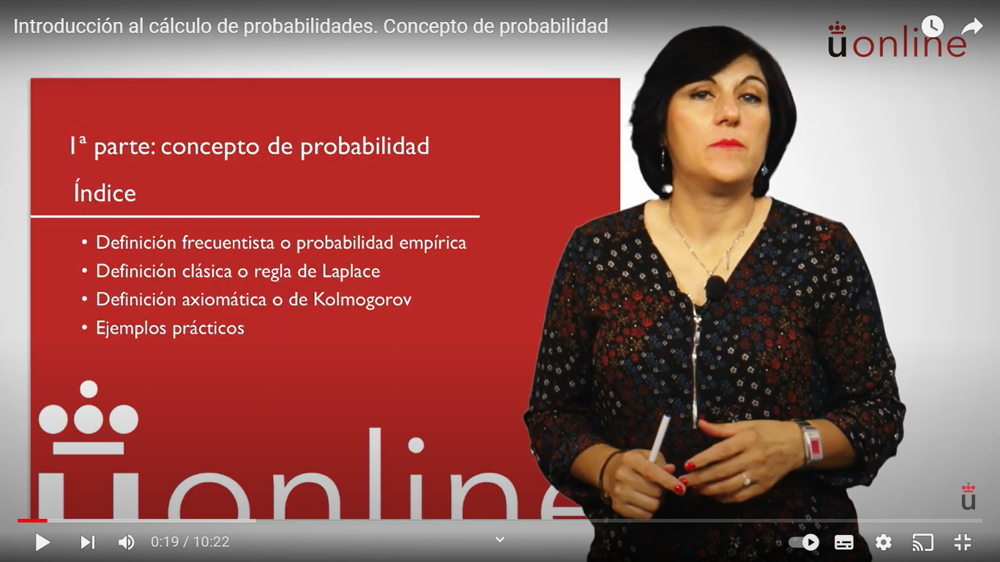 Introducción al cálculo de probabilidades. Concepto de probabilidad
uonline
1ª parte: concepto de probabilidad
Índice
• Definición frecuentista o probabilidad empírica
• Definición clásica o regla de Laplace
• Definición axiomática o de Kolmogorov
• Ejemplos prácticos
uonline
u
0:19 / 10:22